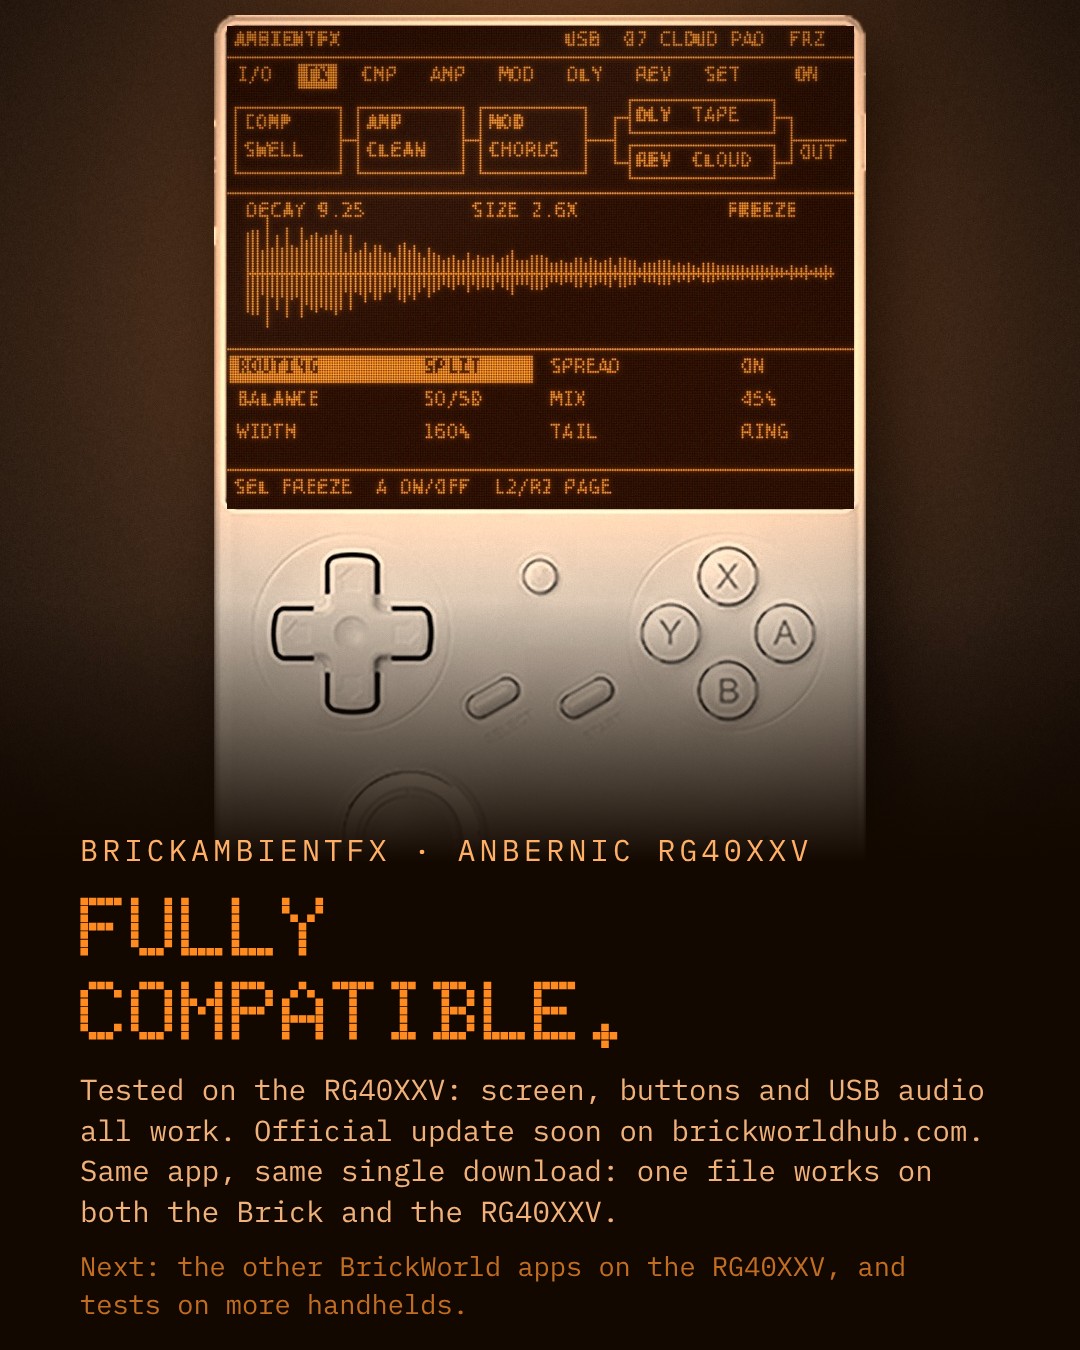 AMBIENTFX USB 07 CLOUD PAD FRZ
I/O FX CMP AMP MOD DLY REV SET ON
COMP SWELL
AMP CLEAN
MOD CHORUS
DLY TAPE
REV CLOUD
OUT
DECAY 9.2S SIZE 2.6X FREEZE
ROUTING SPLIT SPREAD ON
BALANCE 50/50 MIX 45%
WIDTH 160% TAIL RING
SEL FREEZE A ON/OFF L2/R2 PAGE
X
Y
A
B
BRICKAMBIENTFX · ANBERNIC RG40XXV
FULLY
COMPATIBLE.
Tested on the RG40XXV: screen, buttons and USB audio
all work. Official update soon on brickworldhub.com.
Same app, same single download: one file works on
both the Brick and the RG40XXV.
Next: the other BrickWorld apps on the RG40XXV, and
tests on more handhelds.